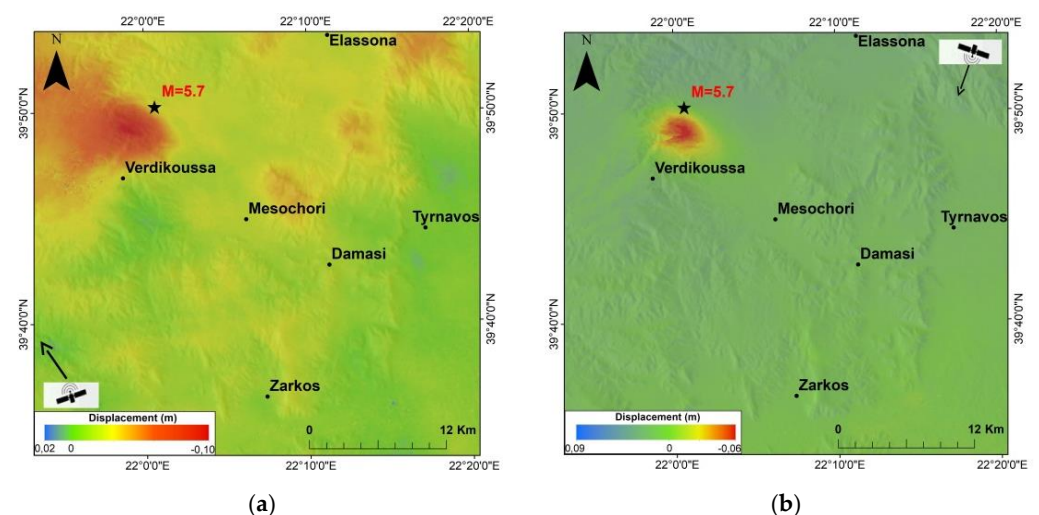 22°0'0"E 22°10'0"E 22°20'0"E
N
Elassona
M=5.7
39°50'0"N
39°50'0"N
Verdikoussa
Mesochori
Tyrnavos
Damasi
39°40'0"N
39°40'0"N
Zarkos
Displacement (m)
0.02 0 -0,10
0 12 Km
22°0'0"E 22°10'0"E 22°20'0"E
(a)
22°0'0"E 22°10'0"E 22°20'0"E
N
Elassona
M=5.7
39°50'0"N
39°50'0"N
Verdikoussa
Mesochori
Tyrnavos
Damasi
39°40'0"N
39°40'0"N
Zarkos
Displacement (m)
0.09 0 -0,06
0 12 Km
22°0'0"E 22°10'0"E 22°20'0"E
(b)